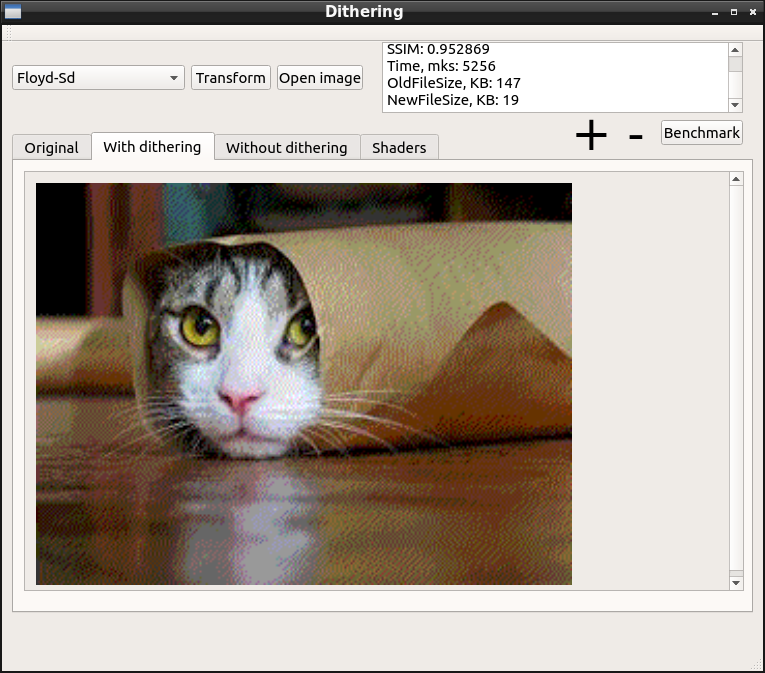 Dithering
SSIM: 0.952869
Time, mks: 5256
OldFileSize, KB: 147
NewFileSize, KB: 19
Floyd-Sd
Transform
Open image
+ -
Benchmark
Original
With dithering
Without dithering
Shaders